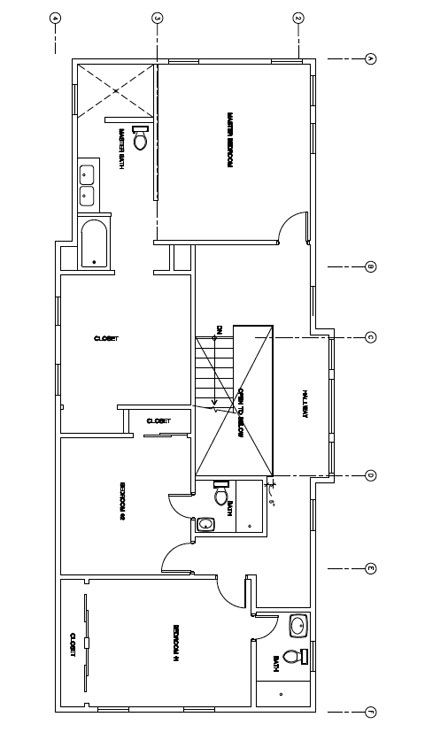 4
3
2
A
MASTER BEDROOM
MASTER BATH
B
C
DN
CLOSET
HALLWAY
OPEN TO BELOW
CLOSET
D
6"
BATH
BEDROOM #2
E
BEDROOM #1
CLOSET
BATH
F